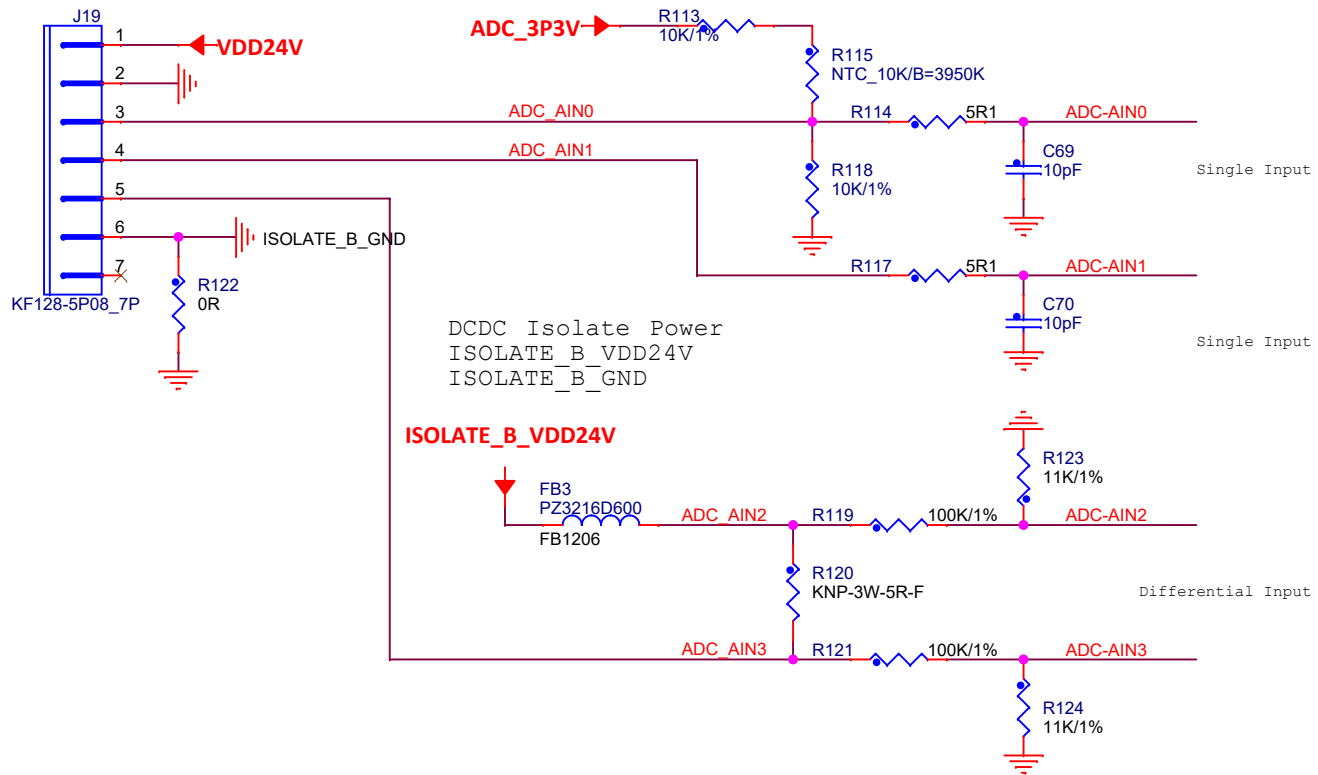 J19
1
VDD24V
2
3
4
5
6
7
ISOLATE_B_GND
R122
0R
KF128-5P08_7P
ADC_3P3V
R113
10K/1%
R115
NTC_10K/B=3950K
ADC_AIN0
R114
5R1
ADC-AIN0
C69
10pF
Single Input
ADC_AIN1
R118
10K/1%
R117
5R1
ADC-AIN1
C70
10pF
Single Input
DCDC Isolate Power
ISOLATE_B_VDD24V
ISOLATE_B_GND
ISOLATE_B_VDD24V
FB3
PZ3216D600
FB1206
ADC_AIN2
R119
100K/1%
R123
11K/1%
ADC-AIN2
R120
KNP-3W-5R-F
Differential Input
ADC_AIN3
R121
100K/1%
ADC-AIN3
R124
11K/1%